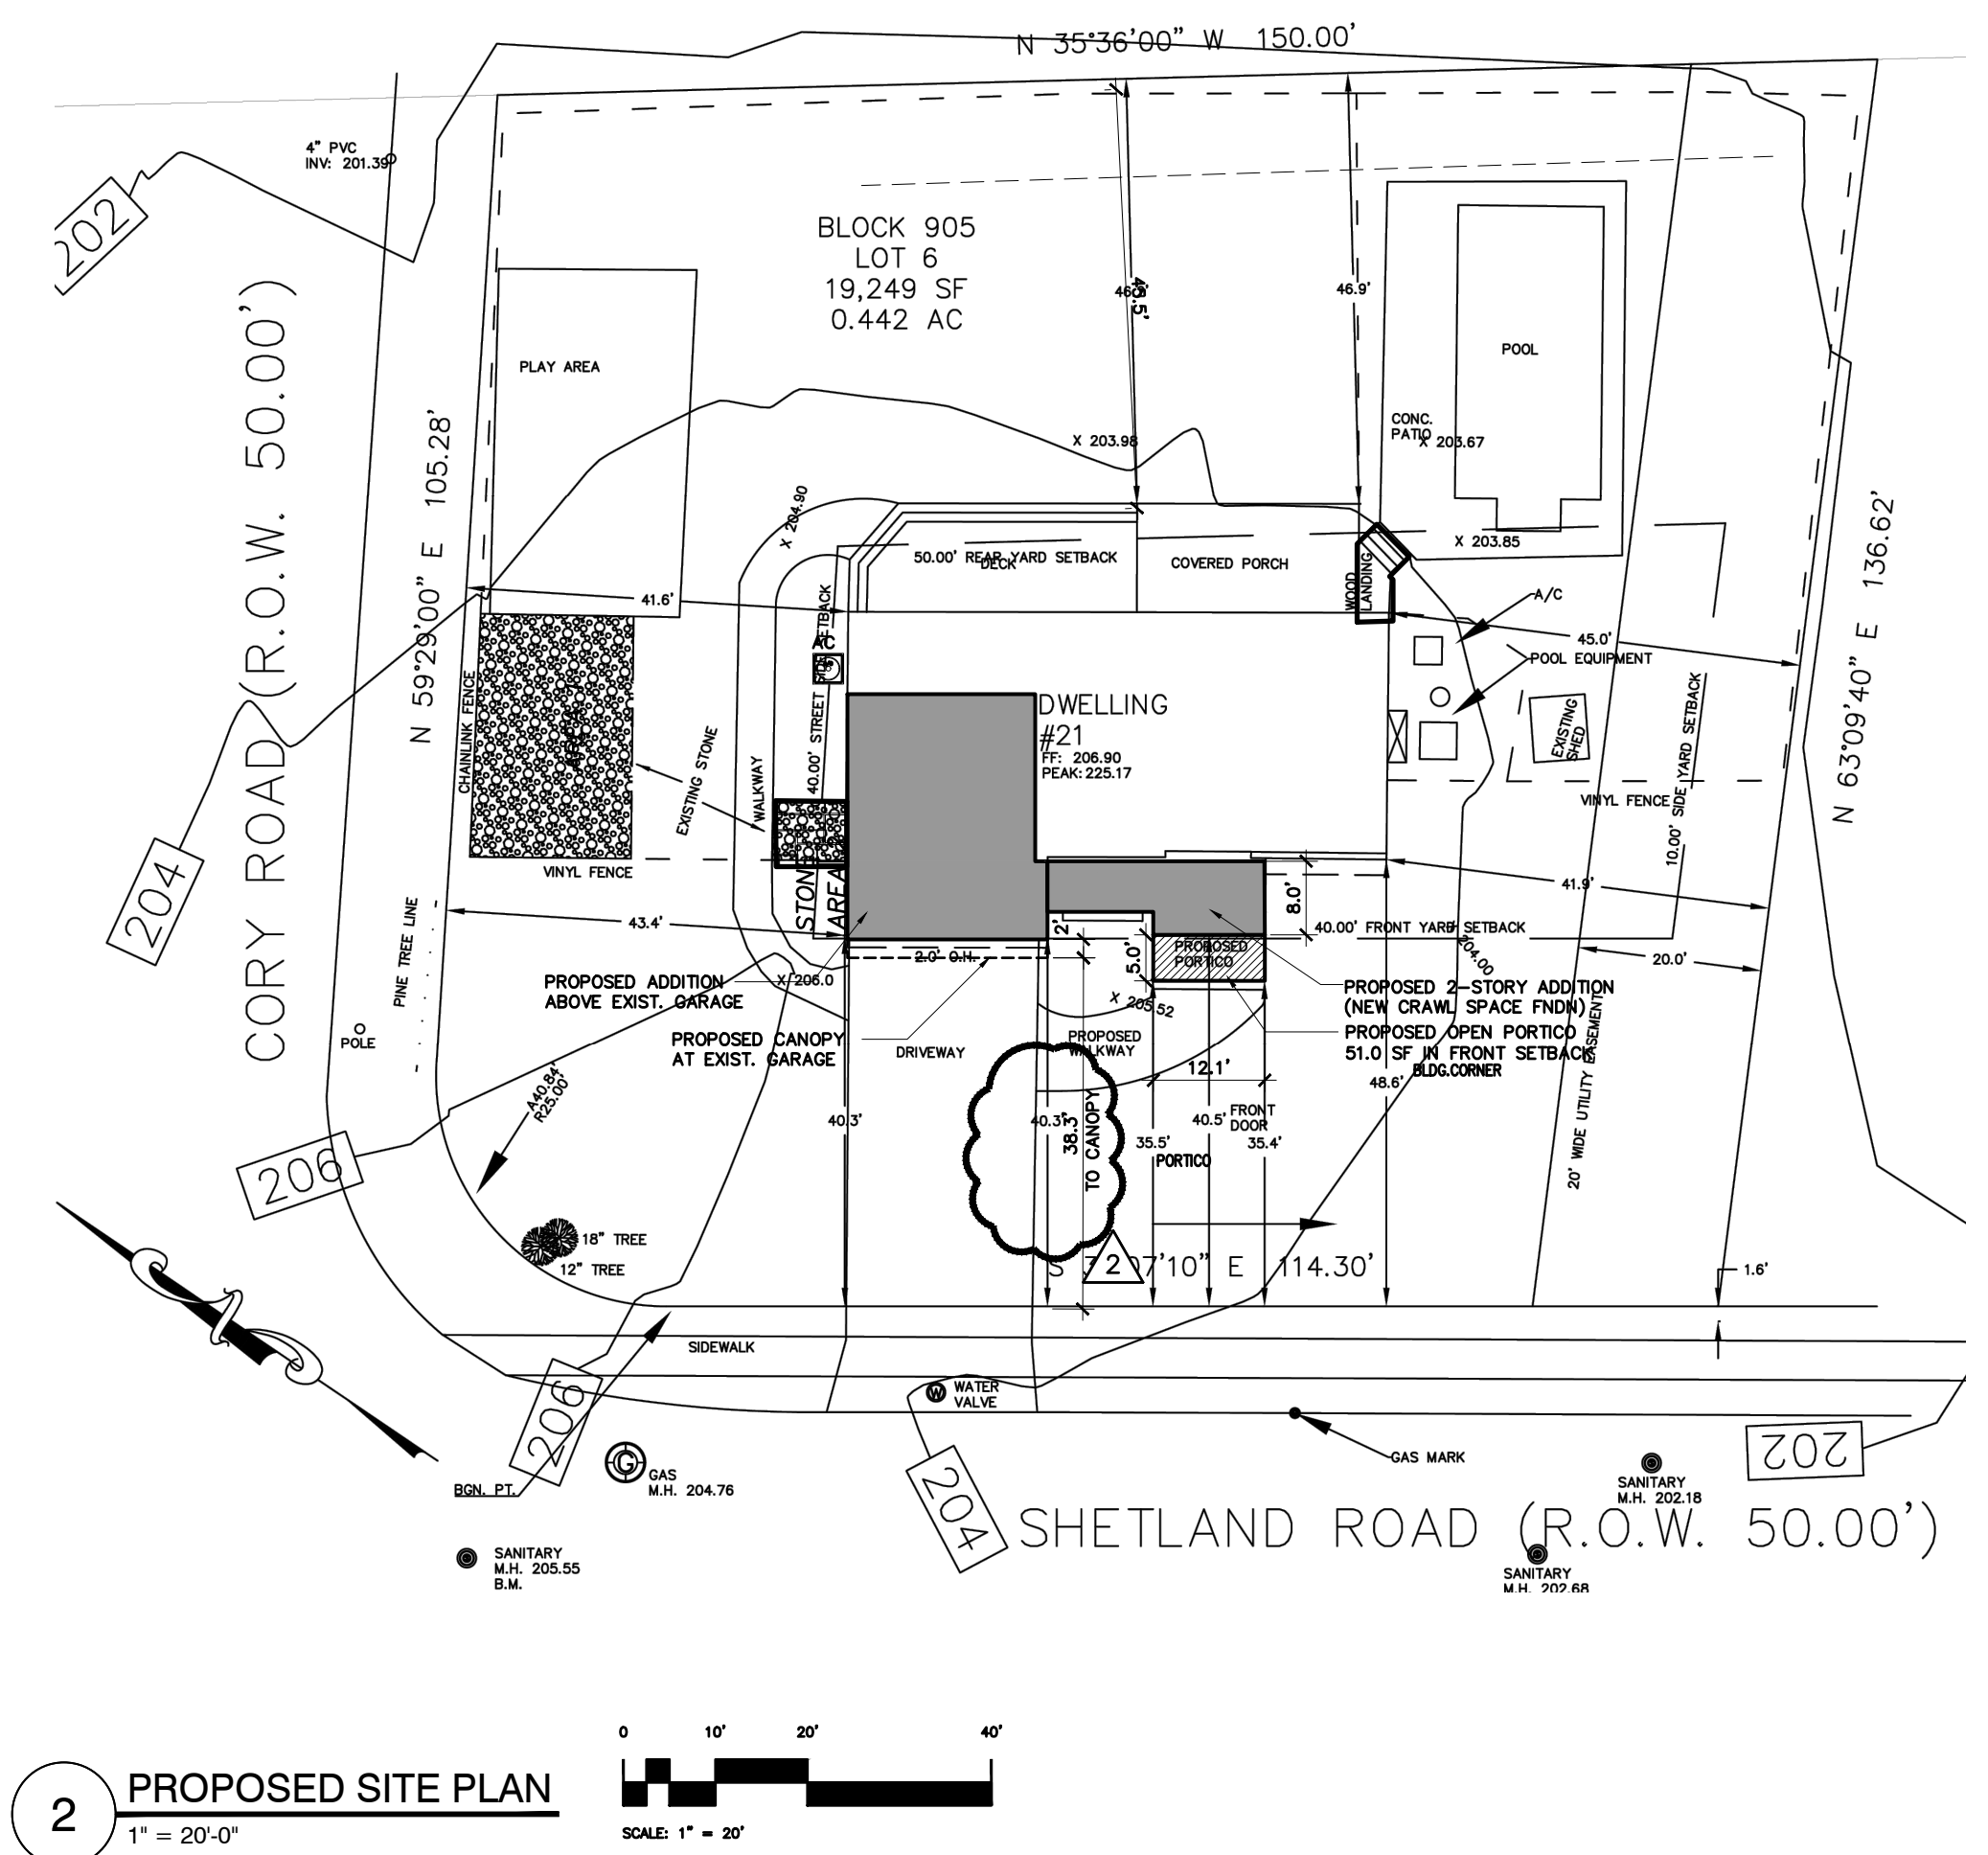 N 35°36'00" W 150.00'
4" PVC
INV: 201.39
202
BLOCK 905
LOT 6
19,249 SF
0.442 AC
46.5'
46.9'
PLAY AREA
POOL
CONC.
PATIO
X 203.67
X 203.98
X 204.90
X 203.85
CORY ROAD (R.O.W. 50.00')
N 59°29'00" E 105.28'
N 63°09'40" E 136.62'
50.00' REAR YARD SETBACK
DECK
COVERED PORCH
WOOD
LANDING
A/C
41.6'
45.0'
POOL EQUIPMENT
AC
40.00' STREET SIDE SETBACK
DWELLING
#21
FF: 206.90
PEAK: 225.17
EXISTING
SHED
CHAINLINK FENCE
EXISTING STONE
WALKWAY
10.00' SIDE YARD SETBACK
VINYL FENCE
VINYL FENCE
STONE
AREA
204
43.4'
41.9'
8.0'
2'
5.0'
40.00' FRONT YARD SETBACK
X 204.00
20.0'
PINE TREE LINE
PROPOSED
PORTICO
2.0' O.H.
PROPOSED ADDITION
ABOVE EXIST. GARAGE
X 206.0
X 205.52
PROPOSED 2-STORY ADDITION
(NEW CRAWL SPACE FNDN)
PROPOSED OPEN PORTICO
51.0 SF IN FRONT SETBACK
BLDG.CORNER
POLE
PROPOSED CANOPY
AT EXIST. GARAGE
DRIVEWAY
PROPOSED
WALKWAY
12.1'
48.6'
20' WIDE UTILITY EASEMENT
A40.84'
R25.00'
40.3'
40.3'
38.3'
TO CANOPY
40.5'
FRONT
DOOR
35.5'
PORTICO
35.4'
206
18" TREE
12" TREE
2
07'10" E 114.30'
1.6'
SIDEWALK
W
WATER
VALVE
206
GAS MARK
202
G
GAS
M.H. 204.76
BGN. PT.
204
SANITARY
M.H. 202.18
SHETLAND ROAD (R.O.W. 50.00')
SANITARY
M.H. 205.55
B.M.
SANITARY
M.H. 202.68
0 10' 20' 40'
2
PROPOSED SITE PLAN
1" = 20'-0"
SCALE: 1" = 20'